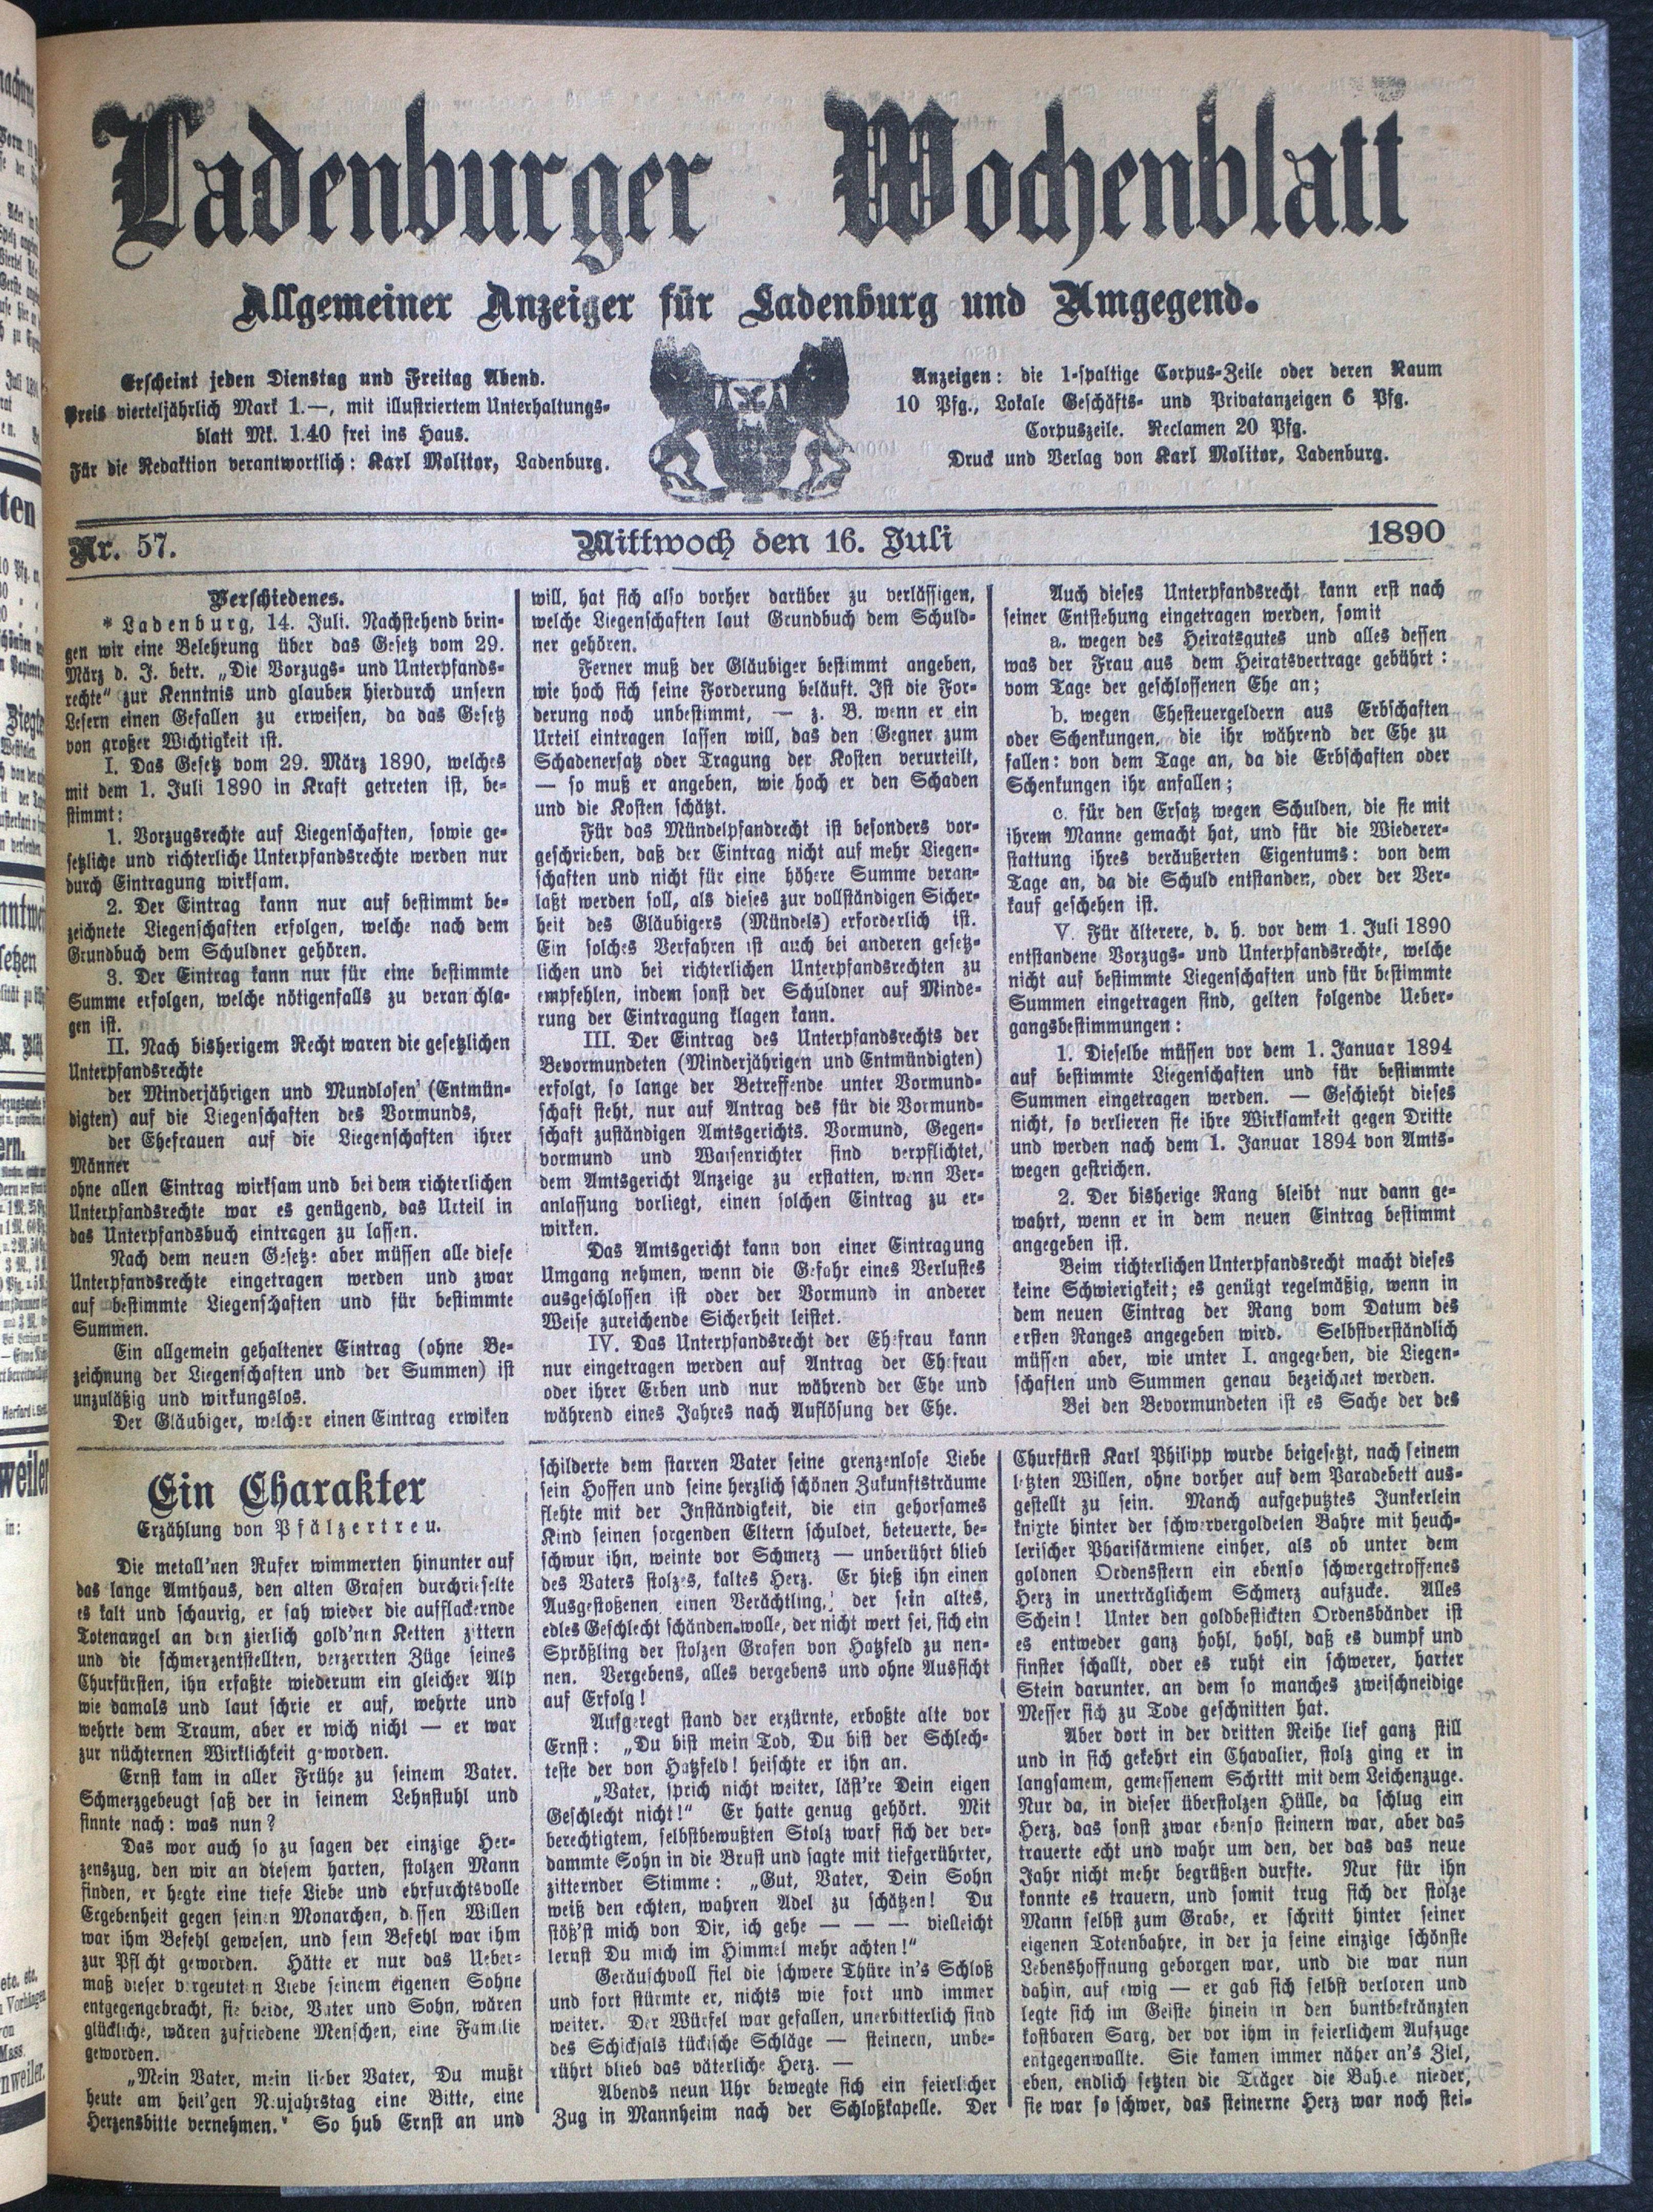 Ladenburger Wochenblatt
Allgemeiner Anzeiger für Ladenburg und Umgegend.
Erscheint jeden Dienstag und Freitag Abend.
Preis vierteljährlich Mark 1.—, mit illustriertem Unterhaltungs-
blatt Mk. 1.40 frei ins Haus.
Für die Redaktion verantwortlich: Karl Molitor, Ladenburg.
Anzeigen: die 1-spaltige Corpus-Zeile oder deren Raum
10 Pfg., Lokale Geschäfts- und Privatanzeigen 6 Pfg.
Corpuszeile. Reclamen 20 Pfg.
Druck und Verlag von Karl Molitor, Ladenburg.
Nr. 57.
Mittwoch den 16. Juli
1890
Verschiedenes.
* Ladenburg, 14. Juli. Nachstehend brin-
gen wir eine Belehrung über das Gesetz vom 29.
März d. J. betr. „Die Vorzugs- und Unterpfands-
rechte“ zur Kenntnis und glauben hierdurch unsern
Lesern einen Gefallen zu erweisen, da das Gesetz
von großer Wichtigkeit ist.
I. Das Gesetz vom 29. März 1890, welches
mit dem 1. Juli 1890 in Kraft getreten ist, be-
stimmt:
1. Vorzugsrechte auf Liegenschaften, sowie ge-
setzliche und richterliche Unterpfandsrechte werden nur
durch Eintragung wirksam.
2. Der Eintrag kann nur auf bestimmt be-
zeichnete Liegenschaften erfolgen, welche nach dem
Grundbuch dem Schuldner gehören.
3. Der Eintrag kann nur für eine bestimmte
Summe erfolgen, welche nötigenfalls zu veran chla-
gen ist.
II. Nach bisherigem Recht waren die gesetzlichen
Unterpfandsrechte
der Minderjährigen und Mundlosen (Entmün-
digten) auf die Liegenschaften des Vormunds,
der Ehefrauen auf die Liegenschaften ihrer
Männer
ohne allen Eintrag wirksam und bei dem richterlichen
Unterpfandsrechte war es genügend, das Urteil in
das Unterpfandsbuch eintragen zu lassen.
Nach dem neuen Gesetze aber müssen alle diese
Unterpfandsrechte eingetragen werden und zwar
auf bestimmte Liegenschaften und für bestimmte
Summen.
Ein allgemein gehaltener Eintrag (ohne Be-
zeichnung der Liegenschaften und der Summen) ist
unzuläßig und wirkungslos.
Der Gläubiger, welcher einen Eintrag erwiken
will, hat sich also vorher darüber zu verlässigen,
welche Liegenschaften laut Grundbuch dem Schuld-
ner gehören.
Ferner muß der Gläubiger bestimmt angeben,
wie hoch sich seine Forderung beläuft. Ist die For-
derung noch unbestimmt, — z. B. wenn er ein
Urteil eintragen lassen will, das den Gegner zum
Schadenersatz oder Tragung der Kosten verurteilt,
— so muß er angeben, wie hoch er den Schaden
und die Kosten schätzt.
Für das Mündelpfandrecht ist besonders vor-
geschrieben, daß der Eintrag nicht auf mehr Liegen-
schaften und nicht für eine höhere Summe veran-
laßt werden soll, als dieses zur vollständigen Sicher-
heit des Gläubigers (Mündels) erforderlich ist.
Ein solches Verfahren ist auch bei anderen gesetz-
lichen und bei richterlichen Unterpfandsrechten zu
empfehlen, indem sonst der Schuldner auf Minde-
rung der Eintragung klagen kann.
III. Der Eintrag des Unterpfandsrechts der
Bevormundeten (Minderjährigen und Entmündigten)
erfolgt, so lange der Betreffende unter Vormund-
schaft steht, nur auf Antrag des für die Vormund-
schaft zuständigen Amtsgerichts. Vormund, Gegen-
vormund und Waisenrichter sind verpflichtet,
dem Amtsgericht Anzeige zu erstatten, wenn Ver-
anlassung vorliegt, einen solchen Eintrag zu er-
wirken.
Das Amtsgericht kann von einer Eintragung
Umgang nehmen, wenn die Gefahr eines Verlustes
ausgeschlossen ist oder der Vormund in anderer
Weise zureichende Sicherheit leistet.
IV. Das Unterpfandsrecht der Ehefrau kann
nur eingetragen werden auf Antrag der Ehefrau
oder ihrer Erben und nur während der Ehe und
während eines Jahres nach Auflösung der Ehe.
Auch dieses Unterpfandsrecht kann erst nach
seiner Entstehung eingetragen werden, somit
a. wegen des Heiratsgutes und alles dessen
was der Frau aus dem Heiratsvertrage gebührt:
vom Tage der geschlossenen Ehe an;
b. wegen Ehesteuergeldern aus Erbschaften
oder Schenkungen, die ihr während der Ehe zu
fallen: von dem Tage an, da die Erbschaften oder
Schenkungen ihr anfallen;
c. für den Ersatz wegen Schulden, die sie mit
ihrem Manne gemacht hat, und für die Wiederer-
stattung ihres veräußerten Eigentums: von dem
Tage an, da die Schuld entstanden, oder der Ver-
kauf geschehen ist.
V. Für älterere, d. h. vor dem 1. Juli 1890
entstandene Vorzugs- und Unterpfandsrechte, welche
nicht auf bestimmte Liegenschaften und für bestimmte
Summen eingetragen sind, gelten folgende Ueber-
gangsbestimmungen:
1. Dieselbe müssen vor dem 1. Januar 1894
auf bestimmte Liegenschaften und für bestimmte
Summen eingetragen werden. — Geschieht dieses
nicht, so verlieren sie ihre Wirksamkeit gegen Dritte
und werden nach dem 1. Januar 1894 von Amts-
wegen gestrichen.
2. Der bisherige Rang bleibt nur dann ge-
wahrt, wenn er in dem neuen Eintrag bestimmt
angegeben ist.
Beim richterlichen Unterpfandsrecht macht dieses
keine Schwierigkeit; es genügt regelmäßig, wenn in
dem neuen Eintrag der Rang vom Datum des
ersten Ranges angegeben wird. Selbstverständlich
müssen aber, wie unter I. angegeben, die Liegen-
schaften und Summen genau bezeichnet werden.
Bei den Bevormundeten ist es Sache der des
Ein Charakter
Erzählung von Pfälzertreu.
Die metall'nen Rufer wimmerten hinunter auf
das lange Amthaus, den alten Grafen durchrieselte
es kalt und schaurig, er sah wieder die aufflackernde
Totenangel an den zierlich gold'nen Ketten zittern
und die schmerzentstellten, verzerrten Züge seines
Churfürsten, ihn erfaßte wiederum ein gleicher Alp
wie damals und laut schrie er auf, wehrte und
wehrte dem Traum, aber er wich nicht — er war
zur nüchternen Wirklichkeit geworden.
Ernst kam in aller Frühe zu seinem Vater.
Schmerzgebeugt saß der in seinem Lehnstuhl und
sinnte nach: was nun?
Das wor auch so zu sagen der einzige Her-
zenszug, den wir an diesem harten, stolzen Mann
finden, er hegte eine tiefe Liebe und ehrfurchtsvolle
Ergebenheit gegen seinen Monarchen, dessen Willen
war ihm Befehl gewesen, und sein Befehl war ihm
zur Pflicht geworden. Hätte er nur das Ueber-
maß dieser vergeuteten Liebe seinem eigenen Sohne
entgegengebracht, sie beide, Vater und Sohn, wären
glückliche, wären zufriedene Menschen, eine Familie
geworden.
„Mein Vater, mein lieber Vater, Du mußt
heute am heil'gen Neujahrstag eine Bitte, eine
Herzensbitte vernehmen.“ So hub Ernst an und
schilderte dem starren Vater seine grenzenlose Liebe
sein Hoffen und seine herzlich schönen Zukunftsträume
flehte mit der Inständigkeit, die ein gehorsames
Kind seinen sorgenden Eltern schuldet, beteuerte, be-
schwur ihn, weinte vor Schmerz — unberührt blieb
des Vaters stolzes, kaltes Herz. Er hieß ihn einen
Ausgestoßenen einen Verächtling, der sein altes,
edles Geschlecht schänden wolle, der nicht wert sei, sich ein
Sprößling der stolzen Grafen von Hatzfeld zu nen-
nen. Vergebens, alles vergebens und ohne Aussicht
auf Erfolg!
Aufgeregt stand der erzürnte, erboßte alte vor
Ernst: „Du bist mein Tod, Du bist der Schlech-
teste der von Hatzfeld! heischte er ihn an.
„Vater, sprich nicht weiter, läst're Dein eigen
Geschlecht nicht!“ Er hatte genug gehört. Mit
berechtigtem, selbstbewußten Stolz warf sich der ver-
dammte Sohn in die Brust und sagte mit tiefgerührter,
zitternder Stimme: „Gut, Vater, Dein Sohn
weiß den echten, wahren Adel zu schätzen! Du
stöß'st mich von Dir, ich gehe — — — vielleicht
lernst Du mich im Himmel mehr achten!“
Geräuschvoll fiel die schwere Thüre in's Schloß
und fort stürmte er, nichts wie fort und immer
weiter. Der Würfel war gefallen, unerbitterlich sind
des Schicksals tückische Schläge — steinern, unbe-
rührt blieb das väterliche Herz. —
Abends neun Uhr bewegte sich ein feierlicher
Zug in Mannheim nach der Schloßkapelle. Der
Churfürst Karl Philipp wurde beigesetzt, nach seinem
letzten Willen, ohne vorher auf dem Paradebett aus-
gestellt zu sein. Manch aufgeputztes Junkerlein
knixte hinter der schwervergoldeten Bahre mit heuch-
lerischer Pharisärmiene einher, als ob unter dem
goldnen Ordensstern ein ebenso schwergetroffenes
Herz in unerträglichem Schmerz aufzucke. Alles
Schein! Unter den goldbestickten Ordensbänder ist
es entweder ganz hohl, hohl, daß es dumpf und
finster schallt, oder es ruht ein schwerer, harter
Stein darunter, an dem so manches zweischneidige
Messer sich zu Tode geschnitten hat.
Aber dort in der dritten Reihe lief ganz still
und in sich gekehrt ein Chavalier, stolz ging er in
langsamem, gemessenem Schritt mit dem Leichenzuge.
Nur da, in dieser überstolzen Hülle, da schlug ein
Herz, das sonst zwar ebenso steinern war, aber das
trauerte echt und wahr um den, der das das neue
Jahr nicht mehr begrüßen durfte. Nur für ihn
konnte es trauern, und somit trug sich der stolze
Mann selbst zum Grabe, er schritt hinter seiner
eigenen Totenbahre, in der ja seine einzige schönste
Lebenshoffnung geborgen war, und die war nun
dahin, auf ewig — er gab sich selbst verloren und
legte sich im Geiste hinein in den buntbekränzten
kostbaren Sarg, der vor ihm in feierlichem Aufzuge
entgegenwallte. Sie kamen immer näher an's Ziel,
eben, endlich setzten die Träger die Bahre nieder,
sie war so schwer, das steinerne Herz war noch stei-